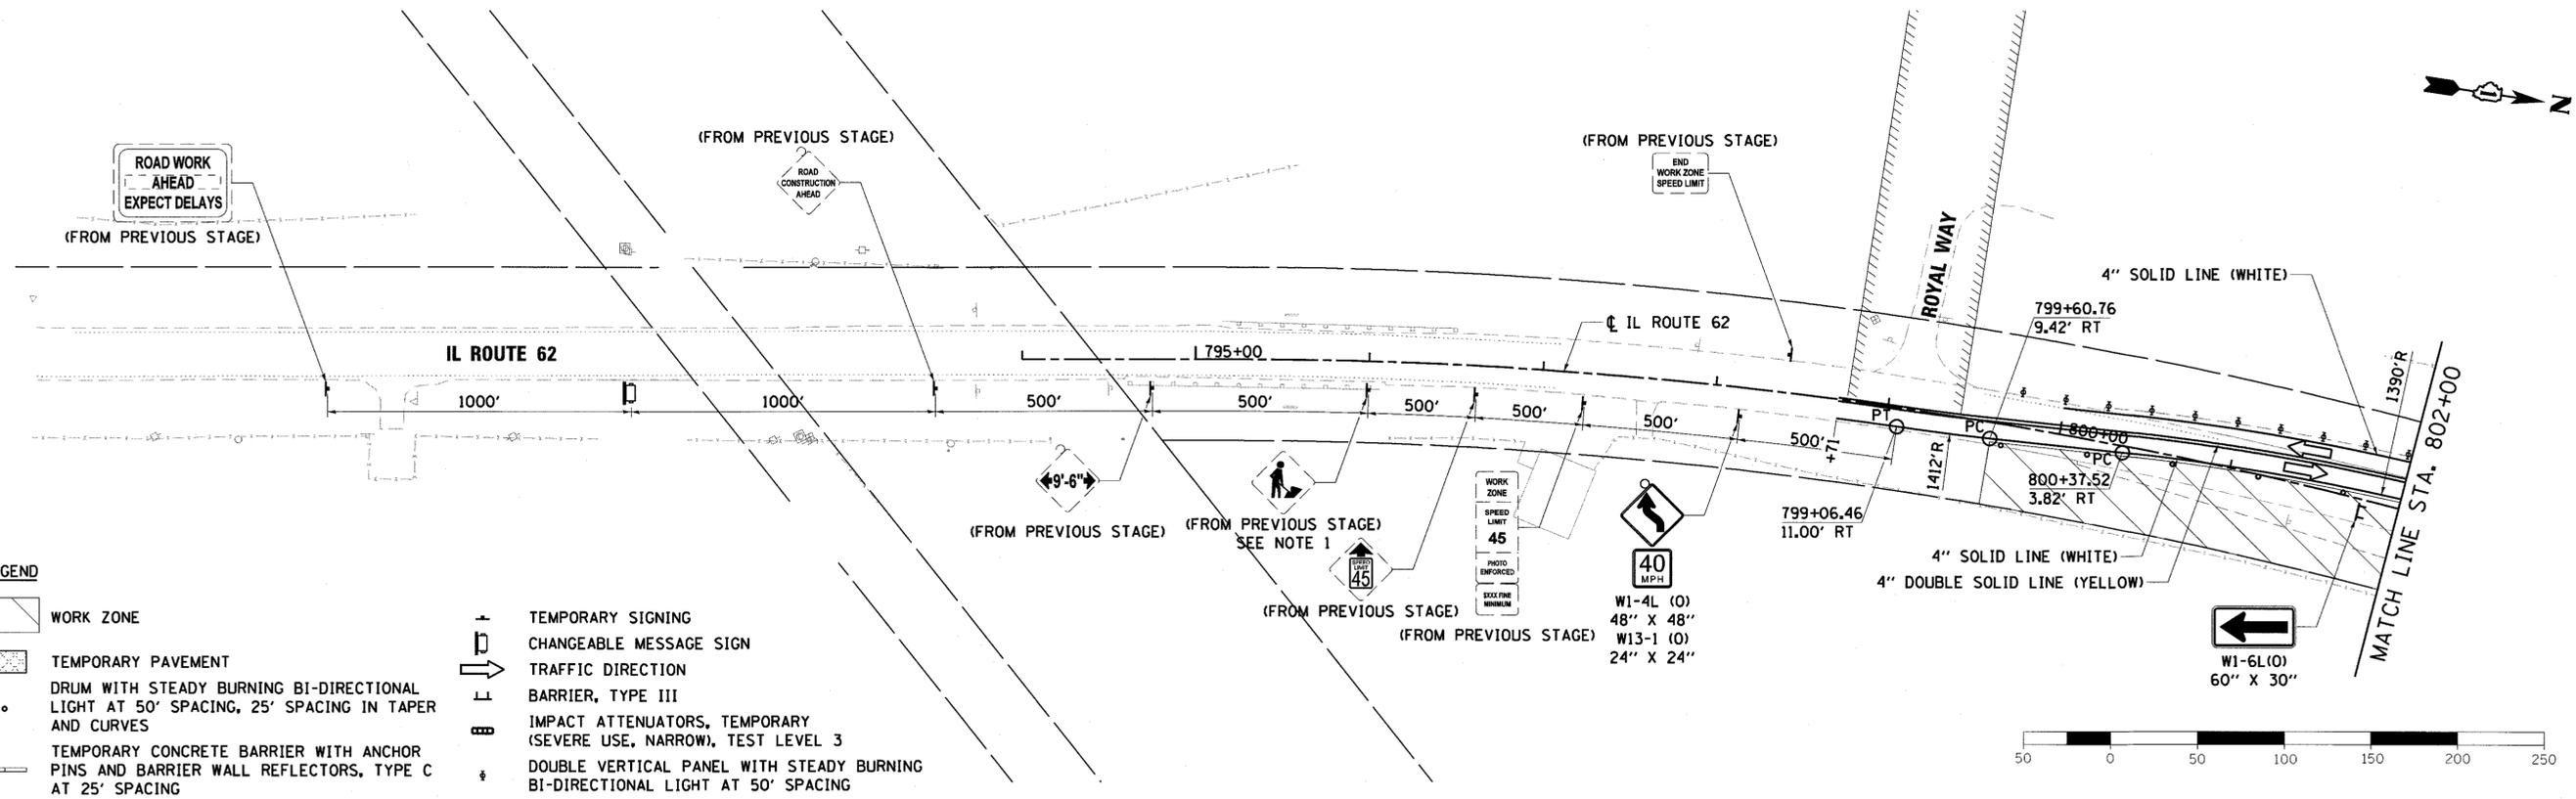 (FROM PREVIOUS STAGE)
ROAD
CONSTRUCTION
AHEAD
ROAD WORK
AHEAD
EXPECT DELAYS
(FROM PREVIOUS STAGE)
(FROM PREVIOUS STAGE)
END
WORK ZONE
SPEED LIMIT
N
ROYAL WAY
4" SOLID LINE (WHITE)
799+60.76
9.42' RT
℄ IL ROUTE 62
IL ROUTE 62
795+00
1000'
1000'
500'
500'
500'
500'
500'
500'
+71
PT
PC
800+00
PC
1412'R
1390'R
800+37.52
3.82' RT
799+06.46
11.00' RT
MATCH LINE STA. 802+00
9'-6"
(FROM PREVIOUS STAGE)
(FROM PREVIOUS STAGE)
SEE NOTE 1
SPEED
LIMIT
45
(FROM PREVIOUS STAGE)
WORK
ZONE
SPEED
LIMIT
45
PHOTO
ENFORCED
$XXX FINE
MINIMUM
(FROM PREVIOUS STAGE)
40
MPH
W1-4L (O)
48" X 48"
W13-1 (O)
24" X 24"
4" SOLID LINE (WHITE)
4" DOUBLE SOLID LINE (YELLOW)
W1-6L(O)
60" X 30"
GEND
WORK ZONE
TEMPORARY PAVEMENT
DRUM WITH STEADY BURNING BI-DIRECTIONAL
LIGHT AT 50' SPACING, 25' SPACING IN TAPER
AND CURVES
TEMPORARY CONCRETE BARRIER WITH ANCHOR
PINS AND BARRIER WALL REFLECTORS, TYPE C
AT 25' SPACING
TEMPORARY SIGNING
CHANGEABLE MESSAGE SIGN
TRAFFIC DIRECTION
BARRIER, TYPE III
IMPACT ATTENUATORS, TEMPORARY
(SEVERE USE, NARROW), TEST LEVEL 3
DOUBLE VERTICAL PANEL WITH STEADY BURNING
BI-DIRECTIONAL LIGHT AT 50' SPACING
50 0 50 100 150 200 250